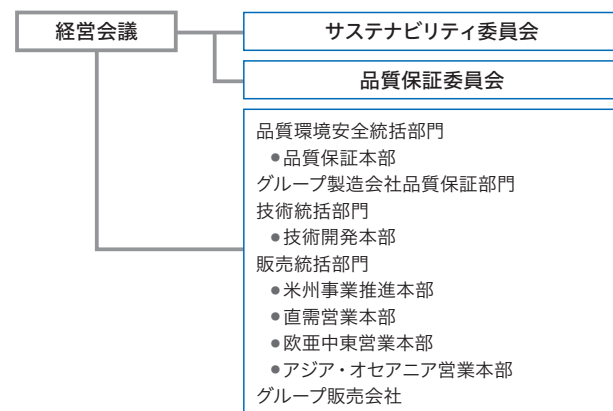 経営会議
サステナビリティ委員会
品質保証委員会
品質環境安全統括部門
●品質保証本部
グループ製造会社品質保証部門
技術統括部門
●技術開発本部
販売統括部門
●米州事業推進本部
●直需営業本部
●欧亜中東営業本部
●アジア・オセアニア営業本部
グループ販売会社